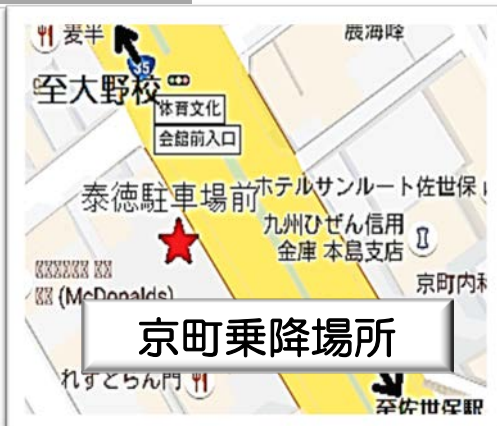 麦半
農海峰
35
至大野校
体育文化
会館前入口
泰徳駐車場前
ホテルサンルート佐世保
九州ひぜん信用
金庫 本島支店
京町内科
(McDonalds)
京町乗降場所
れすとらん門
至佐世保駅